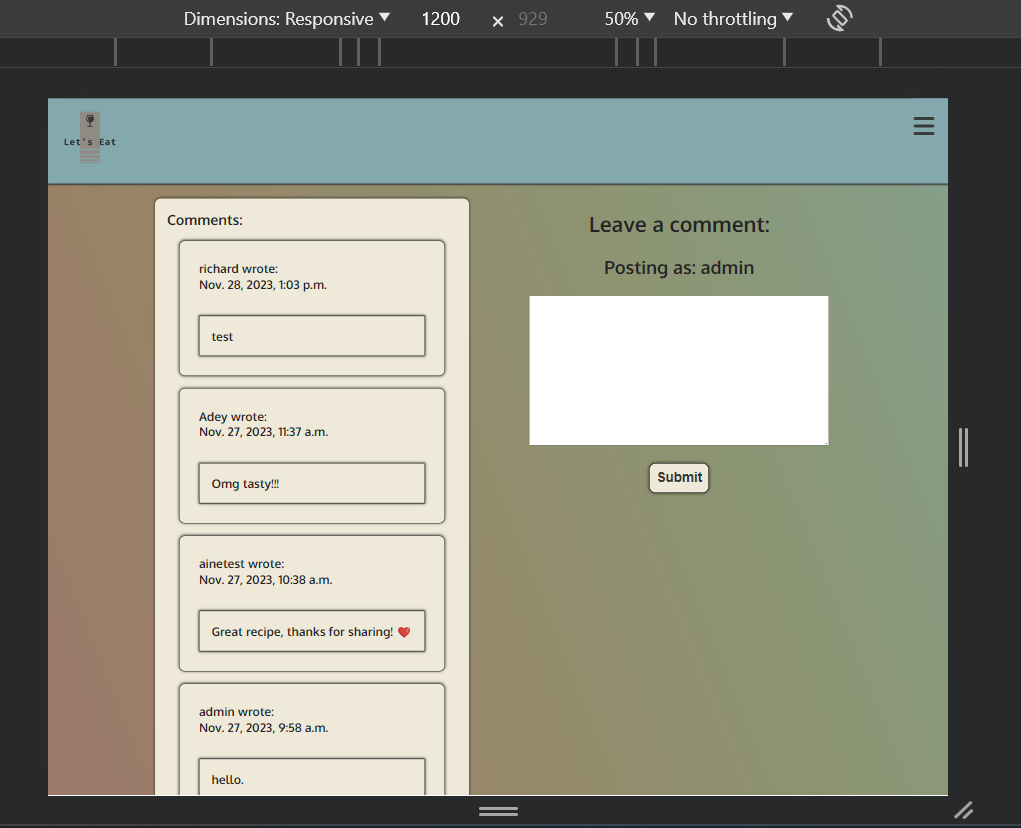 Dimensions: Responsive ▼ 1200 × 929 50% ▼ No throttling ▼
Let's Eat
Comments:
richard wrote:
Nov. 28, 2023, 1:03 p.m.
test
Adey wrote:
Nov. 27, 2023, 11:37 a.m.
Omg tasty!!!
ainetest wrote:
Nov. 27, 2023, 10:38 a.m.
Great recipe, thanks for sharing! ❤️
admin wrote:
Nov. 27, 2023, 9:58 a.m.
hello.
Leave a comment:
Posting as: admin
Submit